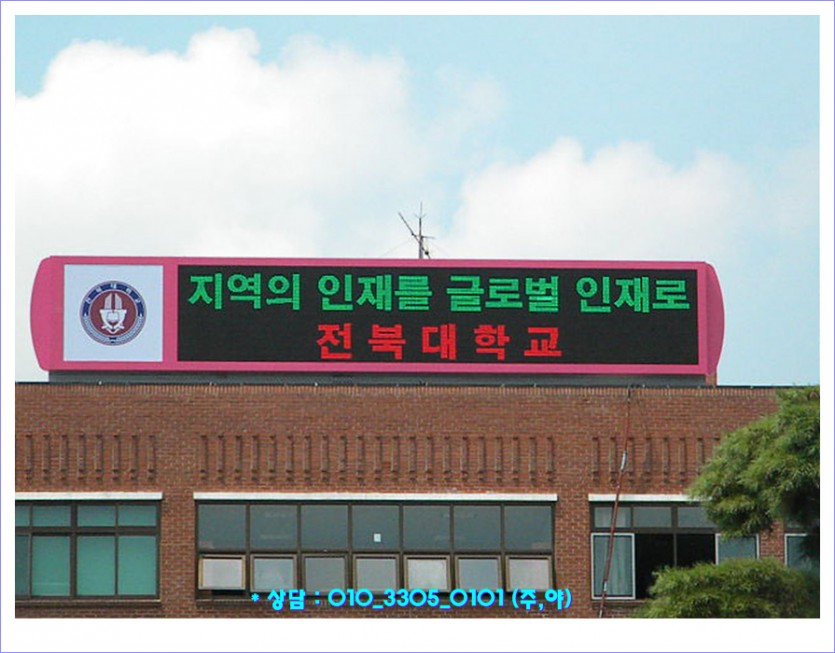 지역의 인재를 글로벌 인재로
전북대학교
* 상담 : 010_3305_0101 (주,야)